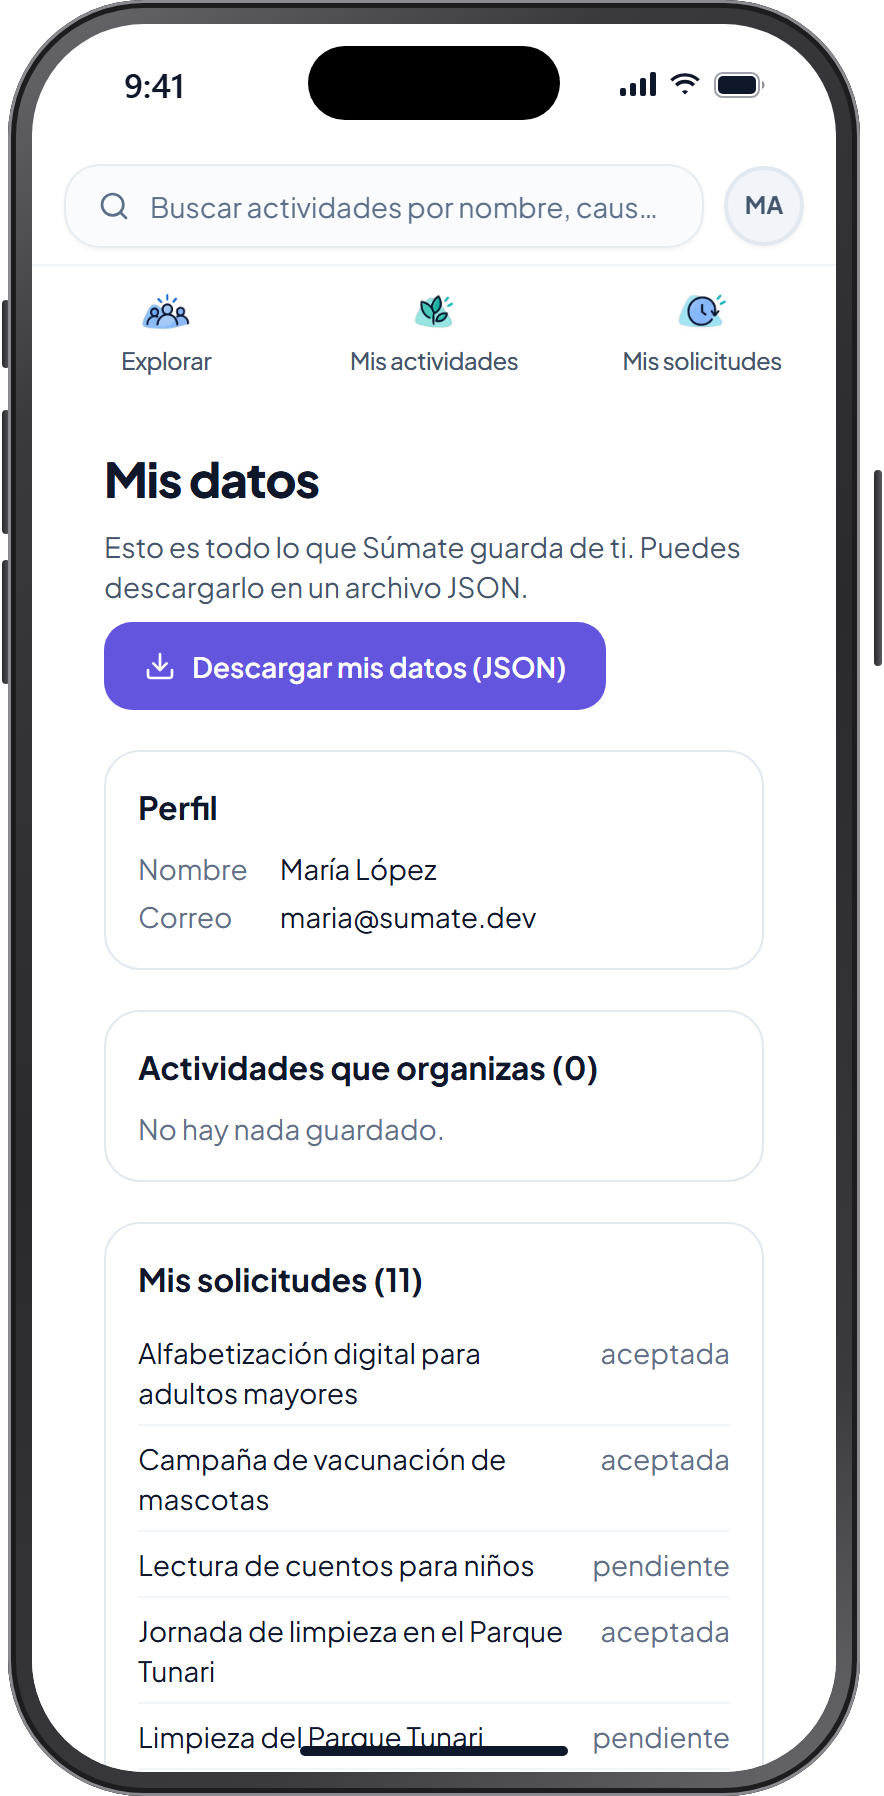 9:41
Buscar actividades por nombre, caus...
MA
Explorar
Mis actividades
Mis solicitudes
Mis datos
Esto es todo lo que Súmate guarda de ti. Puedes
descargarlo en un archivo JSON.
Descargar mis datos (JSON)
Perfil
Nombre María López
Correo maria@sumate.dev
Actividades que organizas (0)
No hay nada guardado.
Mis solicitudes (11)
Alfabetización digital para aceptada
adultos mayores
Campaña de vacunación de aceptada
mascotas
Lectura de cuentos para niños pendiente
Jornada de limpieza en el Parque aceptada
Tunari
Limpieza del Parque Tunari pendiente